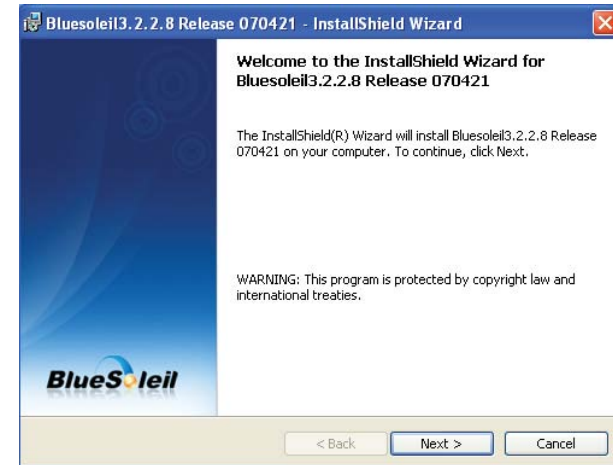 Bluesoleil3.2.2.8 Release 070421 - InstallShield Wizard
Welcome to the InstallShield Wizard for
Bluesoleil3.2.2.8 Release 070421
The InstallShield(R) Wizard will install Bluesoleil3.2.2.8 Release
070421 on your computer. To continue, click Next.
WARNING: This program is protected by copyright law and
international treaties.
BlueSoleil
< Back
Next >
Cancel